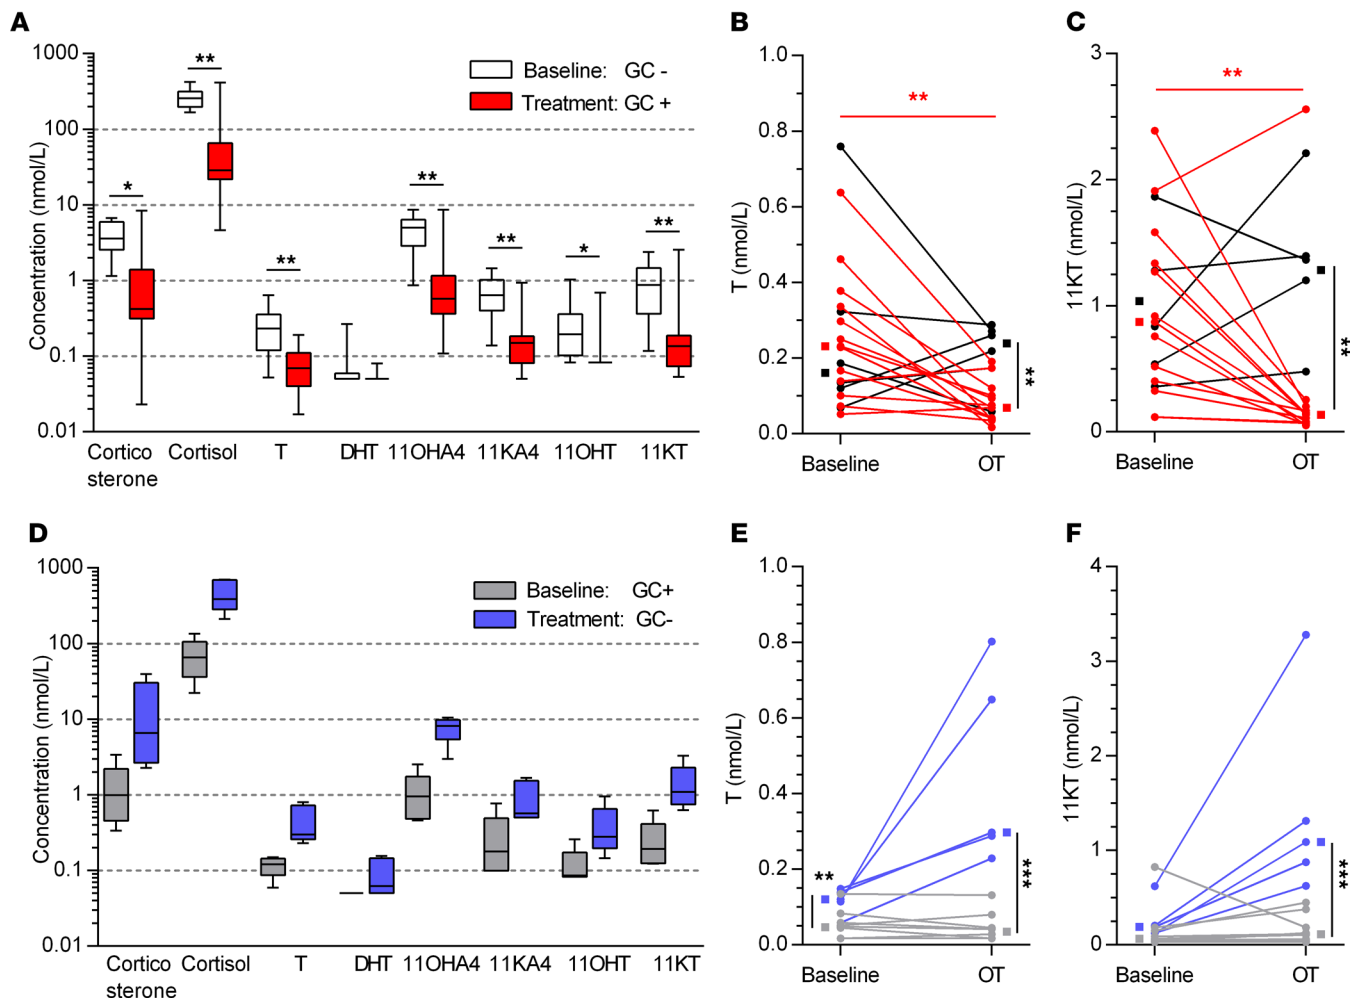 A
Concentration (nmol/L)
1000
100
10
1
0.1
0.01
Baseline: GC -
Treatment: GC +
*
**
**
**
**
*
**
Cortico
sterone
Cortisol
T
DHT
11OHA4
11KA4
11OHT
11KT
B
T (nmol/L)
1.0
0.8
0.6
0.4
0.2
0.0
**
**
Baseline
OT
C
11KT (nmol/L)
3
2
1
0
**
**
Baseline
OT
D
Concentration (nmol/L)
1000
100
10
1
0.1
0.01
Baseline: GC+
Treatment: GC-
Cortico
sterone
Cortisol
T
DHT
11OHA4
11KA4
11OHT
11KT
E
T (nmol/L)
1.0
0.8
0.6
0.4
0.2
0.0
**
***
Baseline
OT
F
11KT (nmol/L)
4
3
2
1
0
***
Baseline
OT